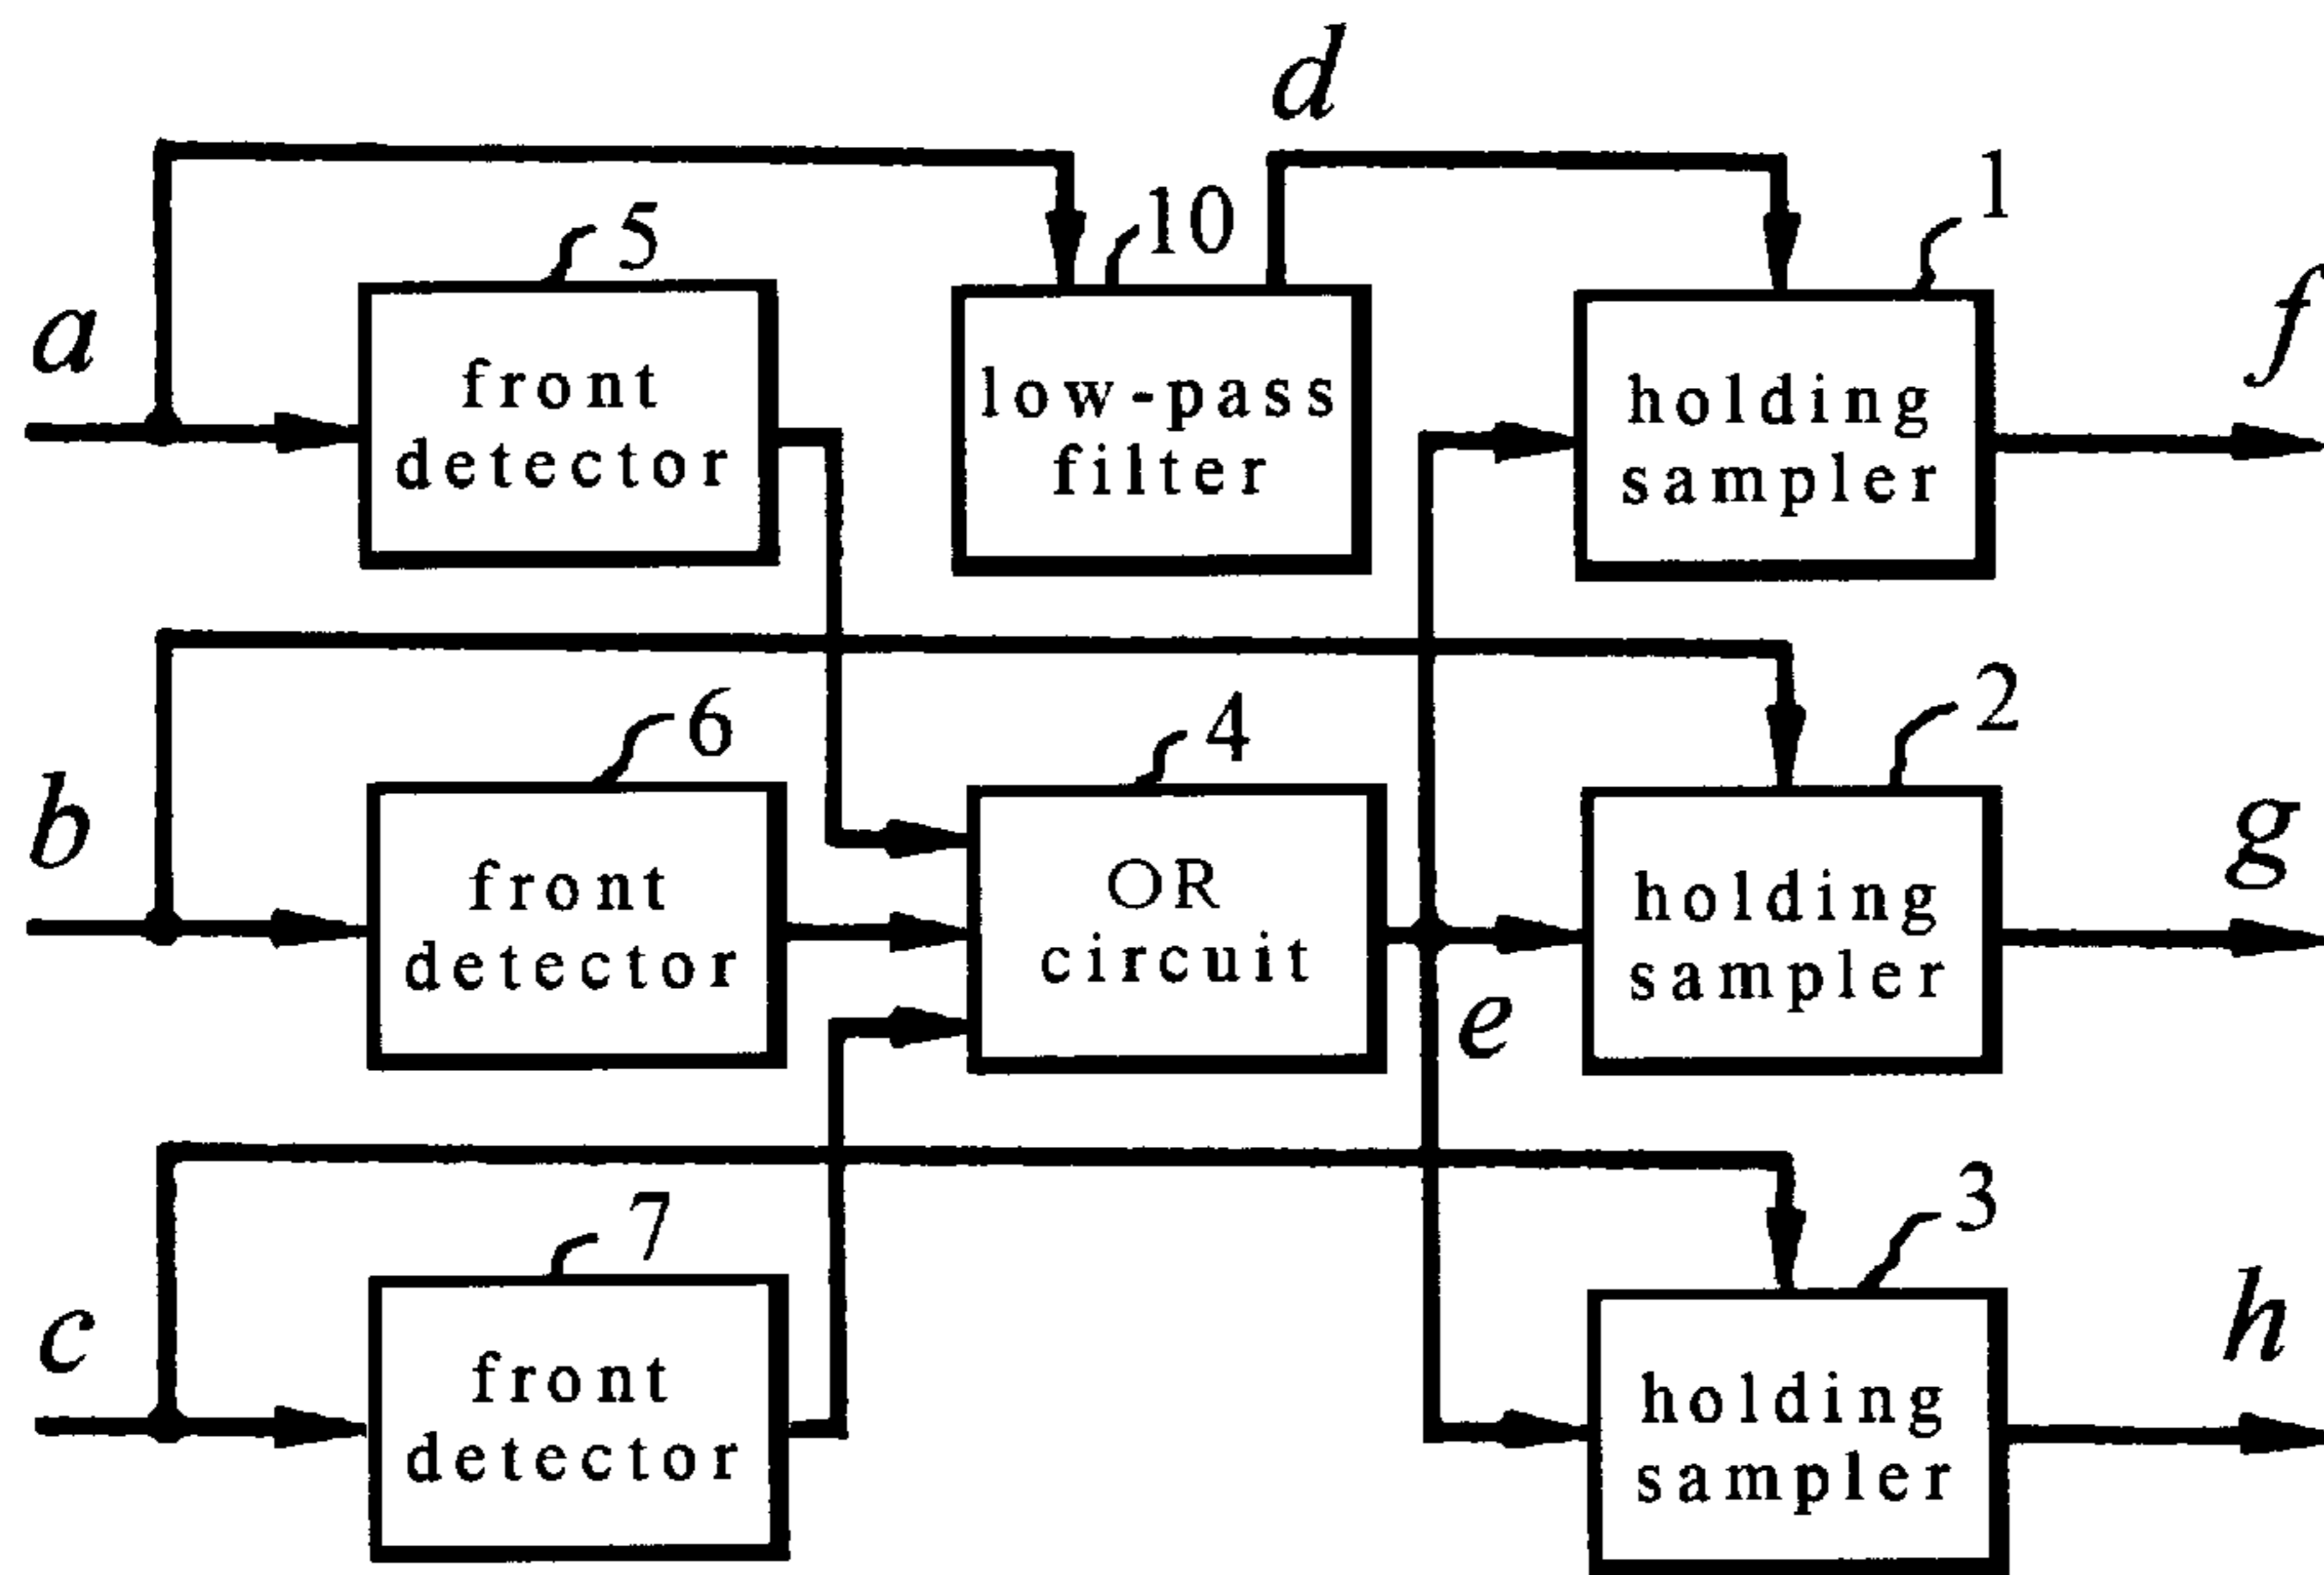 d
1
5
10
f
a
front
detector
low-pass
filter
holding
sampler
2
6
4
b
g
front
detector
OR
circuit
holding
sampler
e
3
7
c
h
front
detector
holding
sampler